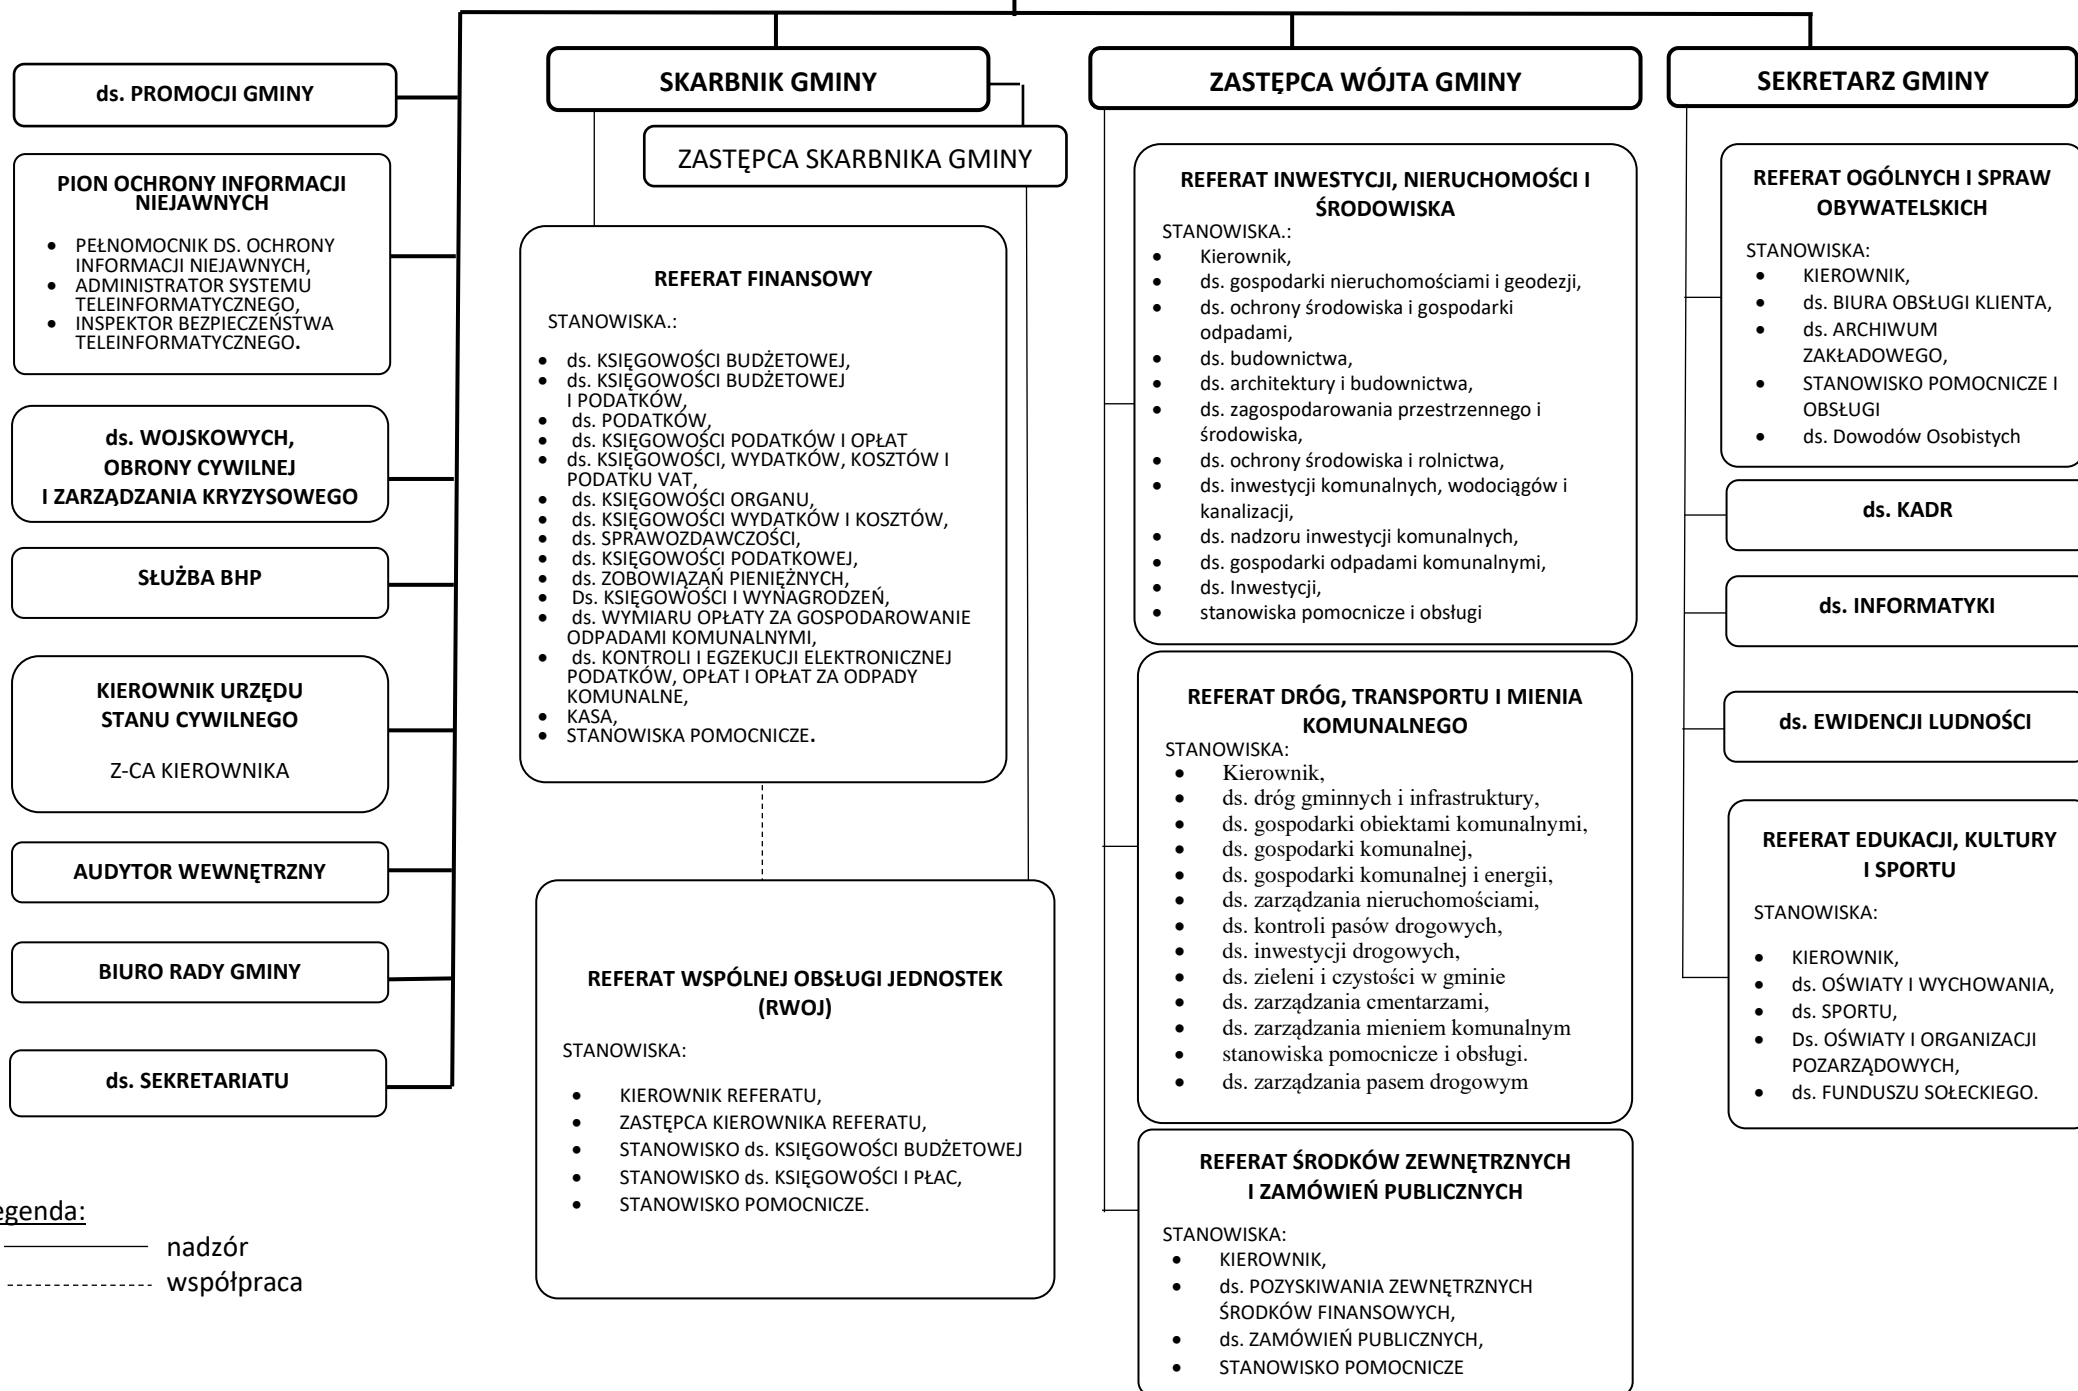 ds. PROMOCJI GMINY
PION OCHRONY INFORMACJI
NIEJAWNYCH
• PEŁNOMOCNIK DS. OCHRONY
INFORMACJI NIEJAWNYCH,
• ADMINISTRATOR SYSTEMU
TELEINFORMATYCZNEGO,
• INSPEKTOR BEZPIECZEŃSTWA
TELEINFORMATYCZNEGO.
ds. WOJSKOWYCH,
OBRONY CYWILNEJ
I ZARZĄDZANIA KRYZYSOWEGO
SŁUŻBA BHP
KIEROWNIK URZĘDU
STANU CYWILNEGO
Z-CA KIEROWNIKA
AUDYTOR WEWNĘTRZNY
BIURO RADY GMINY
ds. SEKRETARIATU
egenda:
nadzór
współpraca
SKARBNIK GMINY
ZASTĘPCA SKARBNIKA GMINY
REFERAT FINANSOWY
STANOWISKA.:
• ds. KSIĘGOWOŚCI BUDŻETOWEJ,
• ds. KSIĘGOWOŚCI BUDŻETOWEJ
I PODATKÓW,
• ds. PODATKÓW,
• ds. KSIĘGOWOŚCI PODATKÓW I OPŁAT
• ds. KSIĘGOWOŚCI, WYDATKÓW, KOSZTÓW I
PODATKU VAT,
• ds. KSIĘGOWOŚCI ORGANU,
• ds. KSIĘGOWOŚCI WYDATKÓW I KOSZTÓW,
• ds. SPRAWOZDAWCZOŚCI,
• ds. KSIĘGOWOŚCI PODATKOWEJ,
• ds. ZOBOWIĄZAŃ PIENIĘŻNYCH,
• Ds. KSIĘGOWOŚCI I WYNAGRODZEŃ,
• ds. WYMIARU OPŁATY ZA GOSPODAROWANIE
ODPADAMI KOMUNALNYMI,
• ds. KONTROLI I EGZEKUCJI ELEKTRONICZNEJ
PODATKÓW, OPŁAT I OPŁAT ZA ODPADY
KOMUNALNE,
• KASA,
• STANOWISKA POMOCNICZE.
REFERAT WSPÓLNEJ OBSŁUGI JEDNOSTEK
(RWOJ)
STANOWISKA:
• KIEROWNIK REFERATU,
• ZASTĘPCA KIEROWNIKA REFERATU,
• STANOWISKO ds. KSIĘGOWOŚCI BUDŻETOWEJ
• STANOWISKO ds. KSIĘGOWOŚCI I PŁAC,
• STANOWISKO POMOCNICZE.
ZASTĘPCA WÓJTA GMINY
REFERAT INWESTYCJI, NIERUCHOMOŚCI I
ŚRODOWISKA
STANOWISKA.:
• Kierownik,
• ds. gospodarki nieruchomościami i geodezji,
• ds. ochrony środowiska i gospodarki
odpadami,
• ds. budownictwa,
• ds. architektury i budownictwa,
• ds. zagospodarowania przestrzennego i
środowiska,
• ds. ochrony środowiska i rolnictwa,
• ds. inwestycji komunalnych, wodociągów i
kanalizacji,
• ds. nadzoru inwestycji komunalnych,
• ds. gospodarki odpadami komunalnymi,
• ds. Inwestycji,
• stanowiska pomocnicze i obsługi
REFERAT DRÓG, TRANSPORTU I MIENIA
KOMUNALNEGO
STANOWISKA:
• Kierownik,
• ds. dróg gminnych i infrastruktury,
• ds. gospodarki obiektami komunalnymi,
• ds. gospodarki komunalnej,
• ds. gospodarki komunalnej i energii,
• ds. zarządzania nieruchomościami,
• ds. kontroli pasów drogowych,
• ds. inwestycji drogowych,
• ds. zieleni i czystości w gminie
• ds. zarządzania cmentarzami,
• ds. zarządzania mieniem komunalnym
• stanowiska pomocnicze i obsługi.
• ds. zarządzania pasem drogowym
REFERAT ŚRODKÓW ZEWNĘTRZNYCH
I ZAMÓWIEŃ PUBLICZNYCH
STANOWISKA:
• KIEROWNIK,
• ds. POZYSKIWANIA ZEWNĘTRZNYCH
ŚRODKÓW FINANSOWYCH,
• ds. ZAMÓWIEŃ PUBLICZNYCH,
• STANOWISKO POMOCNICZE
SEKRETARZ GMINY
REFERAT OGÓLNYCH I SPRAW
OBYWATELSKICH
STANOWISKA:
• KIEROWNIK,
• ds. BIURA OBSŁUGI KLIENTA,
• ds. ARCHIWUM
ZAKŁADOWEGO,
• STANOWISKO POMOCNICZE I
OBSŁUGI
• ds. Dowodów Osobistych
ds. KADR
ds. INFORMATYKI
ds. EWIDENCJI LUDNOŚCI
REFERAT EDUKACJI, KULTURY
I SPORTU
STANOWISKA:
• KIEROWNIK,
• ds. OŚWIATY I WYCHOWANIA,
• ds. SPORTU,
• Ds. OŚWIATY I ORGANIZACJI
POZARZĄDOWYCH,
• ds. FUNDUSZU SOŁECKIEGO.